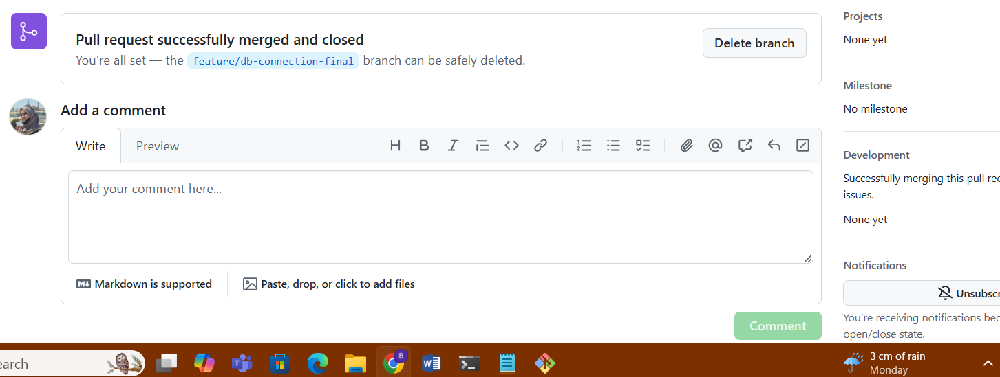 Pull request successfully merged and closed
You're all set — the feature/db-connection-final branch can be safely deleted.
Delete branch
Add a comment
Write
Preview
Add your comment here...
Markdown is supported
Paste, drop, or click to add files
Comment
Projects
None yet
Milestone
No milestone
Development
Successfully merging this pull
issues.
None yet
Notifications
You're receiving notifications
open/close state.
earch
B
3 cm of rain
Monday